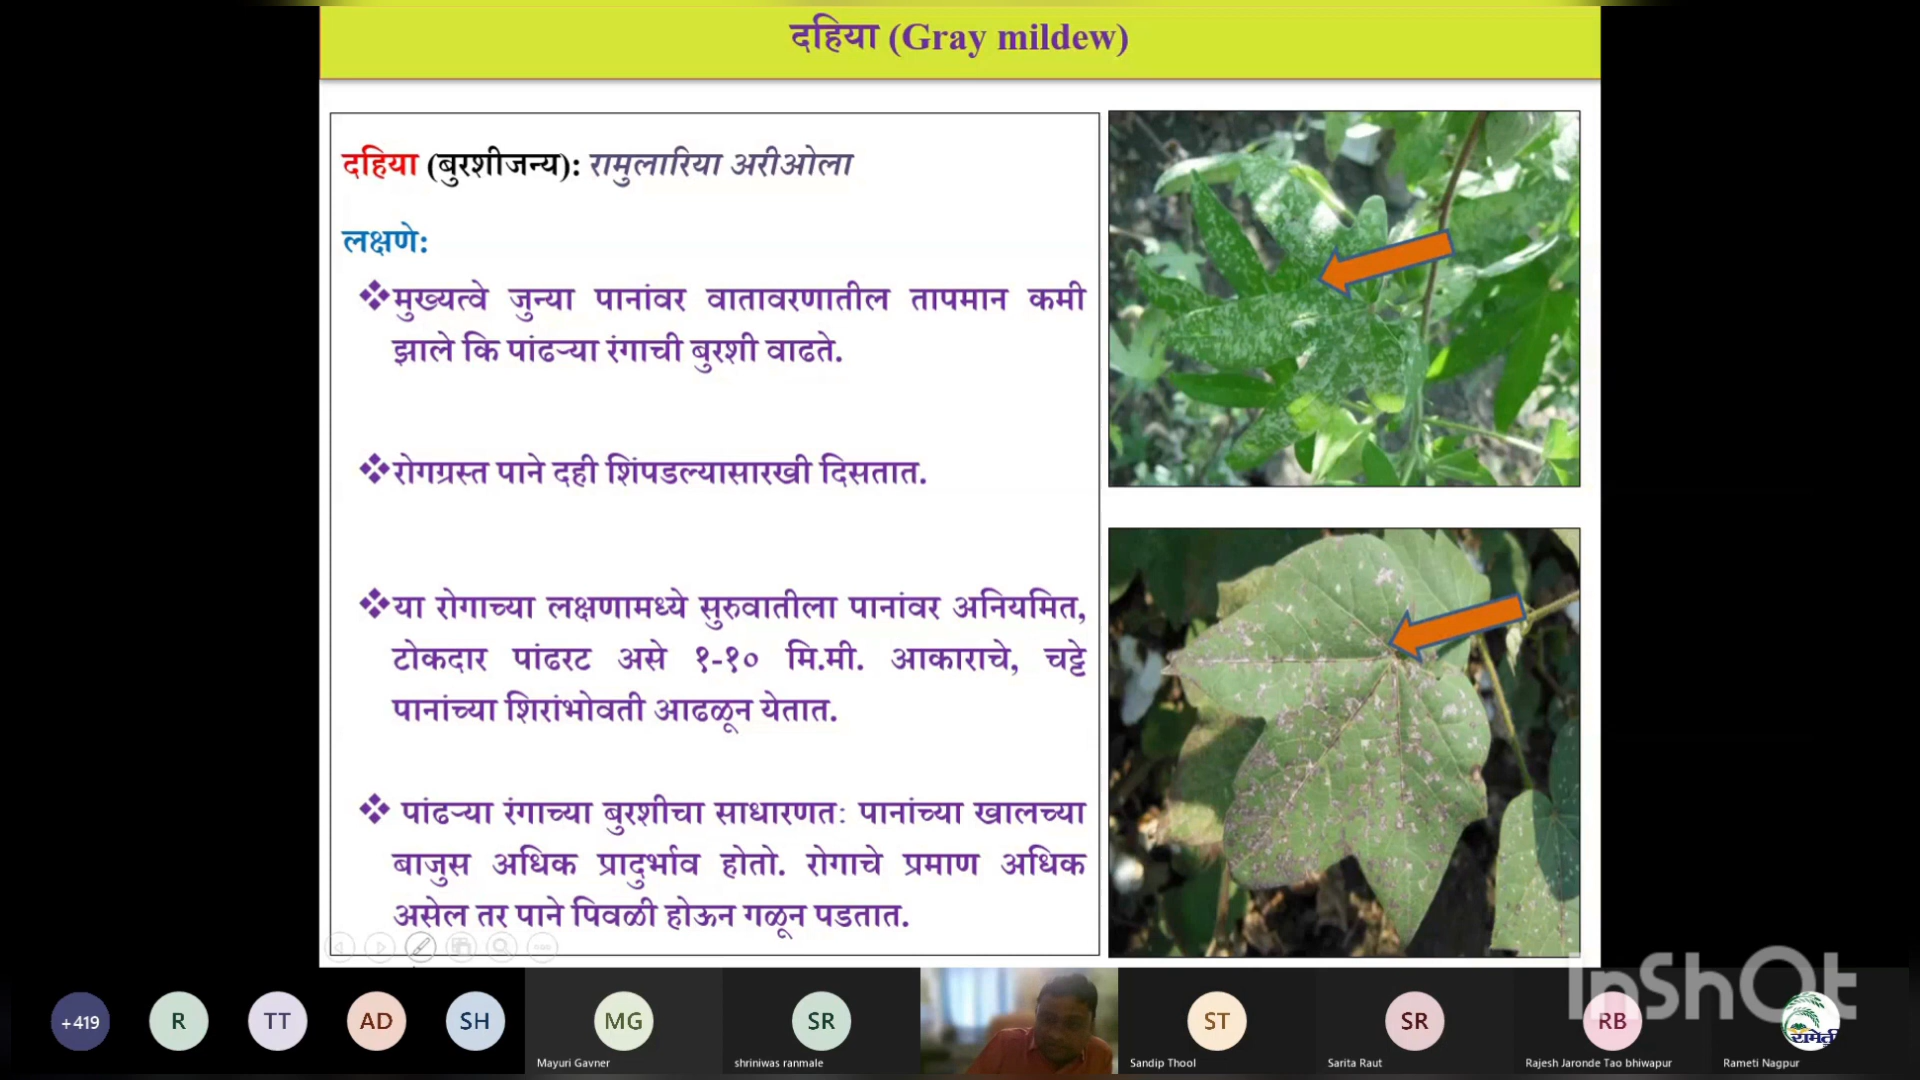 दहिया (Gray mildew)
दहिया (बुरशीजन्य): रामुलारिया अरीओला
लक्षणे:
❖मुख्यत्वे जुन्या पानांवर वातावरणातील तापमान कमी
झाले कि पांढऱ्या रंगाची बुरशी वाढते.
❖रोगग्रस्त पाने दही शिंपडल्यासारखी दिसतात.
❖या रोगाच्या लक्षणामध्ये सुरुवातीला पानांवर अनियमित,
टोकदार पांढरट असे १-१० मि.मी. आकाराचे, चट्टे
पानांच्या शिरांभोवती आढळून येतात.
❖ पांढऱ्या रंगाच्या बुरशीचा साधारणत: पानांच्या खालच्या
बाजुस अधिक प्रादुर्भाव होतो. रोगाचे प्रमाण अधिक
असेल तर पाने पिवळी होऊन गळून पडतात.
InShOt
+419 R TT AD SH MG SR ST SR RB रामेती
Mayuri Gavner shriniwas ranmale Sandip Thool Sarita Raut Rajesh Jaronde Tao bhiwapur Rameti Nagpur